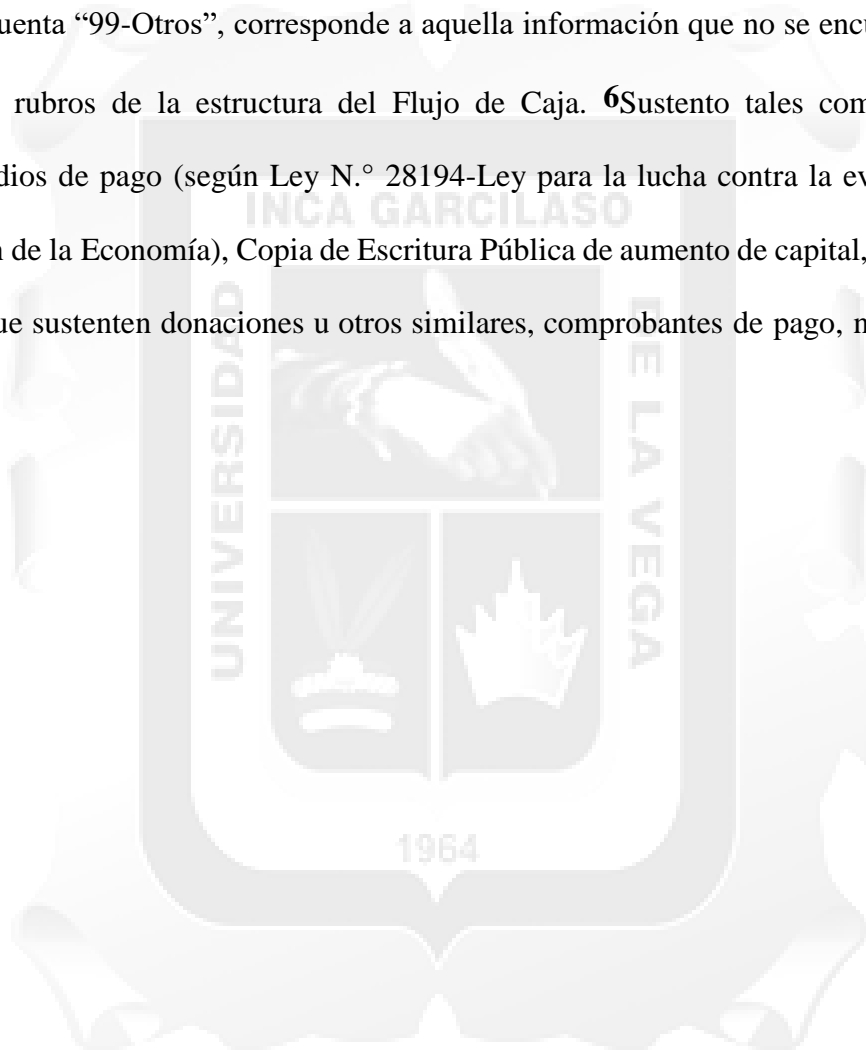 uenta “99-Otros”, corresponde a aquella información que no se encu
rubros de la estructura del Flujo de Caja. 6Sustento tales com
dios de pago (según Ley N.° 28194-Ley para la lucha contra la ev
INCA GARCILASO
n de la Economía), Copia de Escritura Pública de aumento de capital,
ue sustenten donaciones u otros similares, comprobantes de pago, n
UNIVERSIDAD
DE LA VEGA
1964